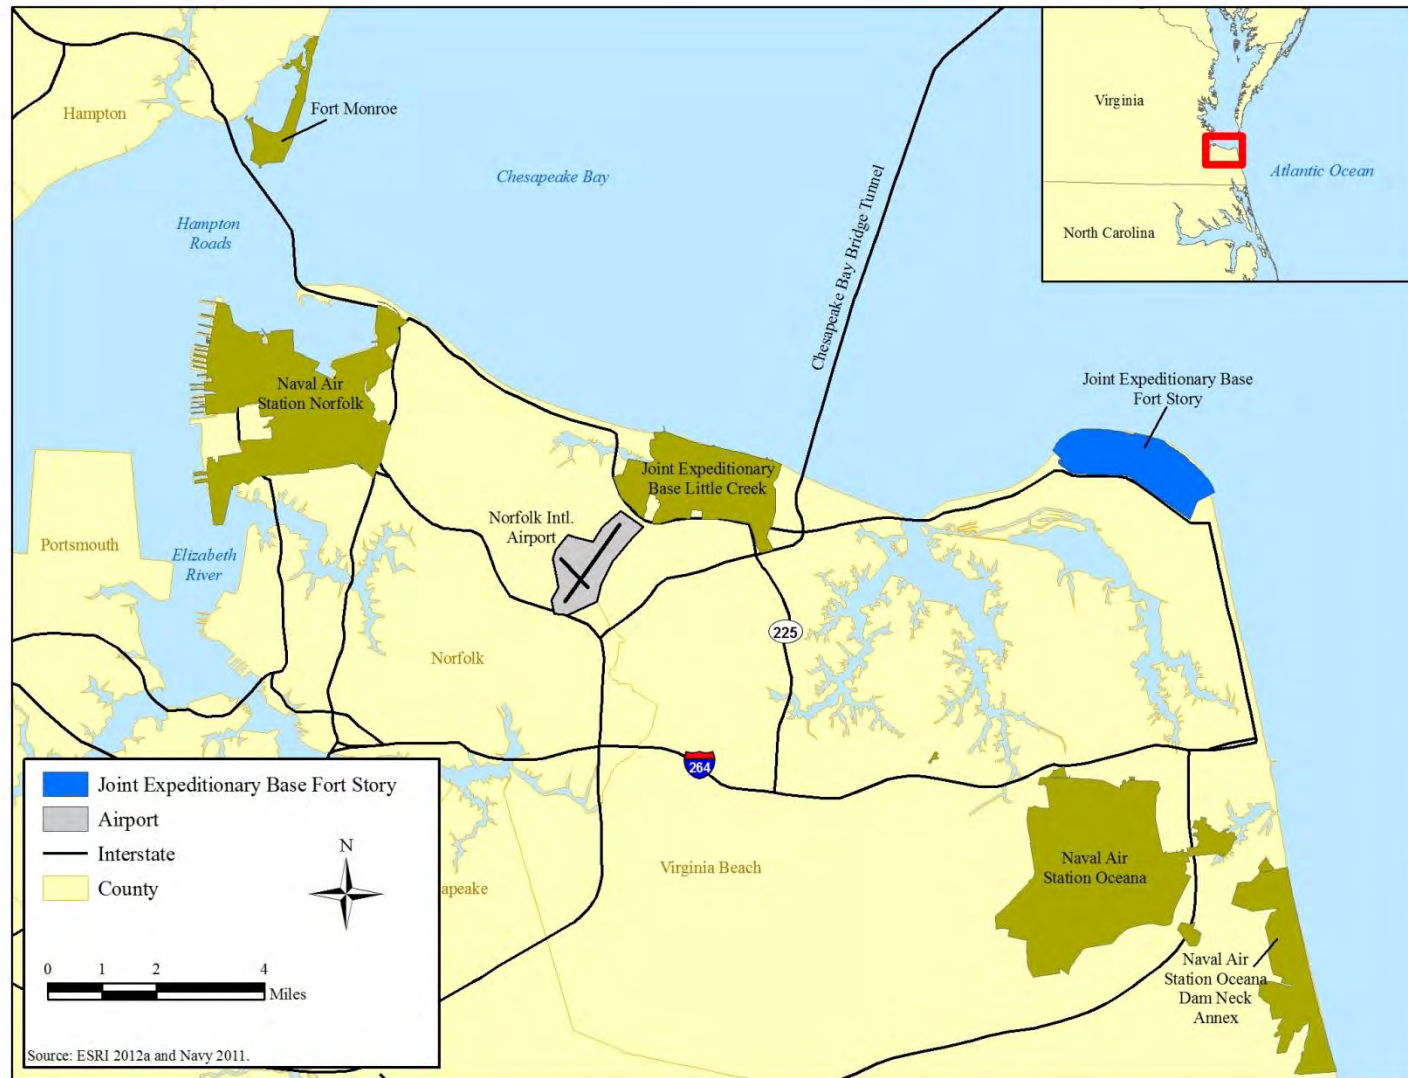 Hampton
Fort Monroe
Chesapeake Bay
Hampton
Roads
Chesapeake Bay Bridge Tunnel
Virginia
Atlantic Ocean
North Carolina
Naval Air
Station Norfolk
Joint Expeditionary Base
Fort Story
Joint Expeditionary
Base Little Creek
Norfolk Intl.
Airport
Portsmouth
Elizabeth
River
Norfolk
225
264
Virginia Beach
apeake
Naval Air
Station Oceana
Naval Air
Station Oceana
Dam Neck
Annex
Joint Expeditionary Base Fort Story
Airport
Interstate
County
N
0 1 2 4
Miles
Source: ESRI 2012a and Navy 2011.